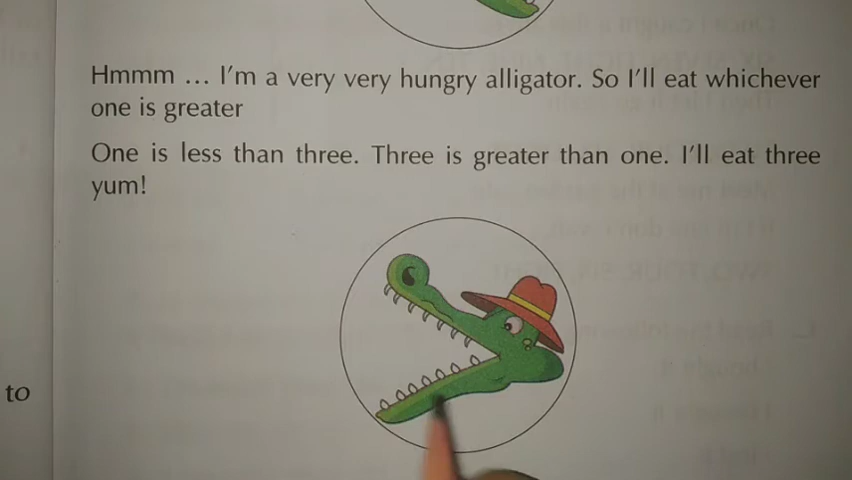 Hmmm ... I'm a very very hungry alligator. So I'll eat whichever
one is greater
One is less than three. Three is greater than one. I'll eat three
yum!
to